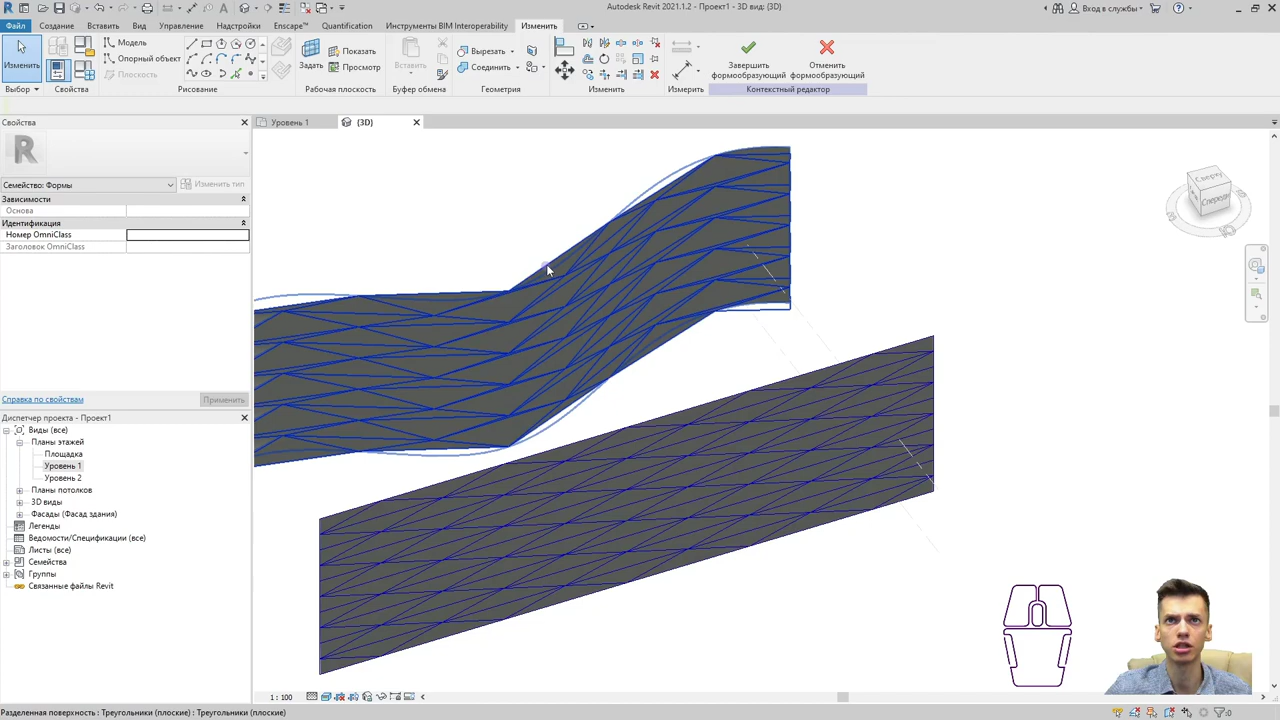 Autodesk Revit 2021.1.2 - Проект1 - 3D вид: {3D}
Вход в службы
Файл Создание Вставить Вид Управление Надстройки Enscape™ Quantification Инструменты BIM Interoperability Изменить
Изменить
Модель
Опорный объект
Плоскость
Задать
Показать
Просмотр
Вставить
Вырезать
Соединить
Завершить формообразующий
Отменить формообразующий
Выбор Свойства Рисование Рабочая плоскость Буфер обмена Геометрия Изменить Измерить Контекстный редактор
Свойства
Уровень 1
{3D}
R
Семейство: Формы
Изменить тип
Зависимости
Основа
Идентификация
Номер OmniClass
Заголовок OmniClass
Справка по свойствам
Применить
Диспетчер проекта - Проект1
Виды (все)
Планы этажей
Площадка
Уровень 1
Уровень 2
Планы потолков
3D виды
Фасады (Фасад здания)
Легенды
Ведомости/Спецификации (все)
Листы (все)
Семейства
Группы
Связанные файлы Revit
Сверху
Спереди
1 : 100
Разделенная поверхность : Треугольники (плоские) : Треугольники (плоские)
:0